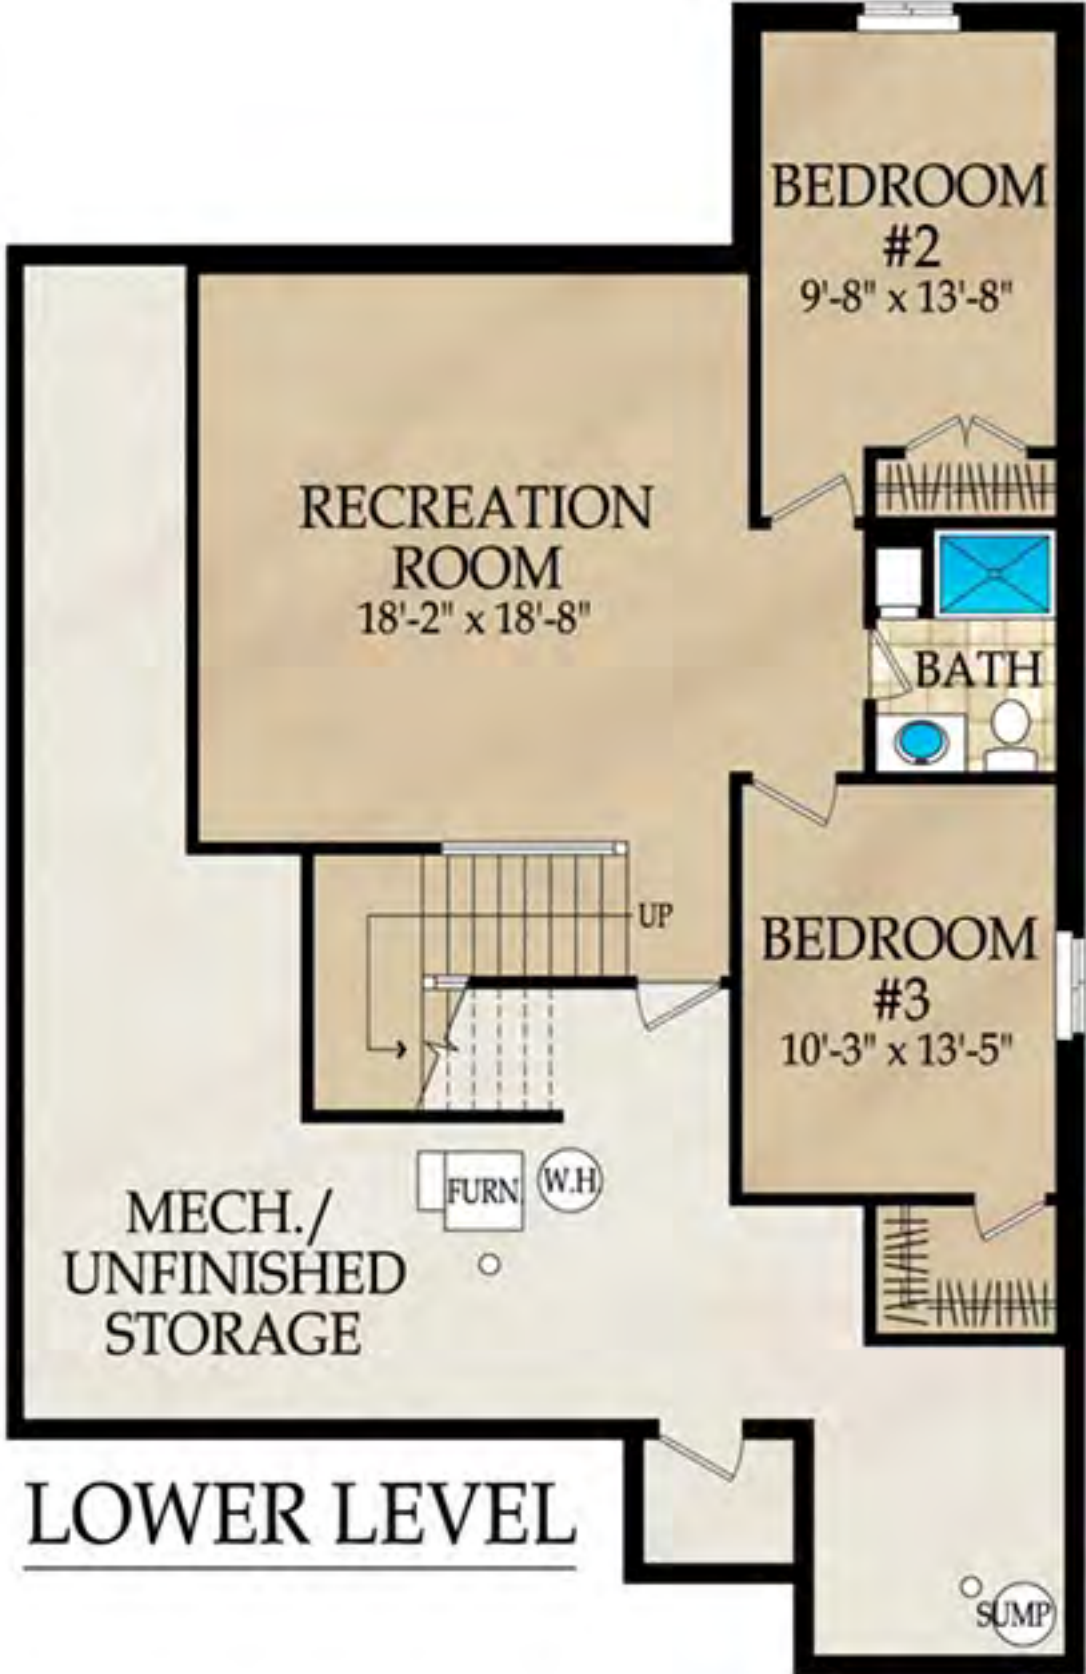 BEDROOM
#2
9'-8" x 13'-8"
RECREATION
ROOM
18'-2" x 18'-8"
BATH
UP
BEDROOM
#3
10'-3" x 13'-5"
FURN
W.H
MECH./
UNFINISHED
STORAGE
LOWER LEVEL
SUMP